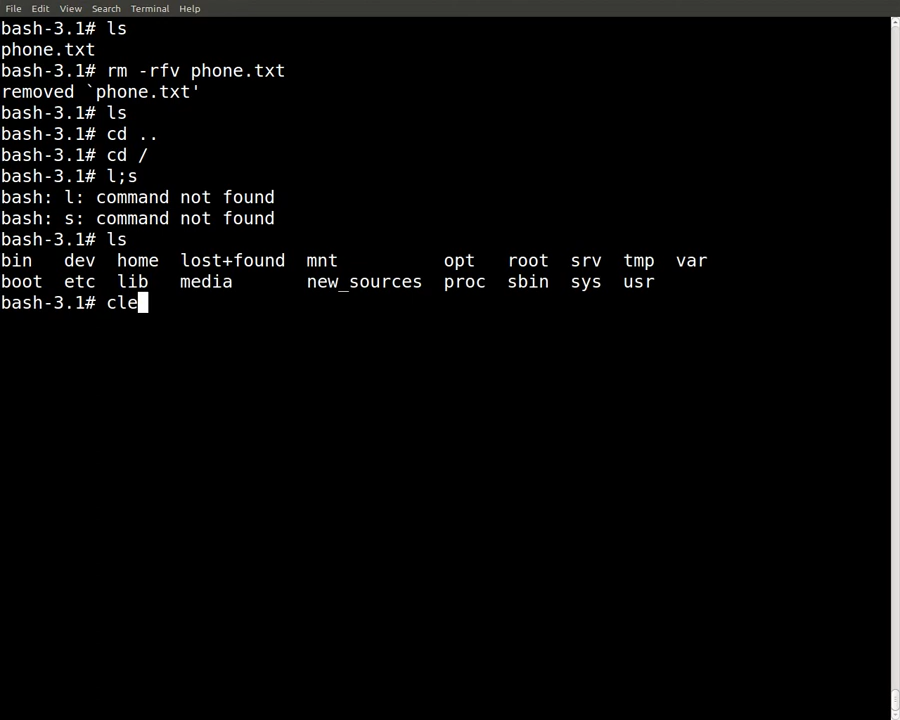 File Edit View Search Terminal Help
bash-3.1# ls
phone.txt
bash-3.1# rm -rfv phone.txt
removed `phone.txt'
bash-3.1# ls
bash-3.1# cd ..
bash-3.1# cd /
bash-3.1# l;s
bash: l: command not found
bash: s: command not found
bash-3.1# ls
bin   dev  home  lost+found  mnt          opt   root  srv  tmp  var
boot  etc  lib   media       new_sources  proc  sbin  sys  usr
bash-3.1# cle